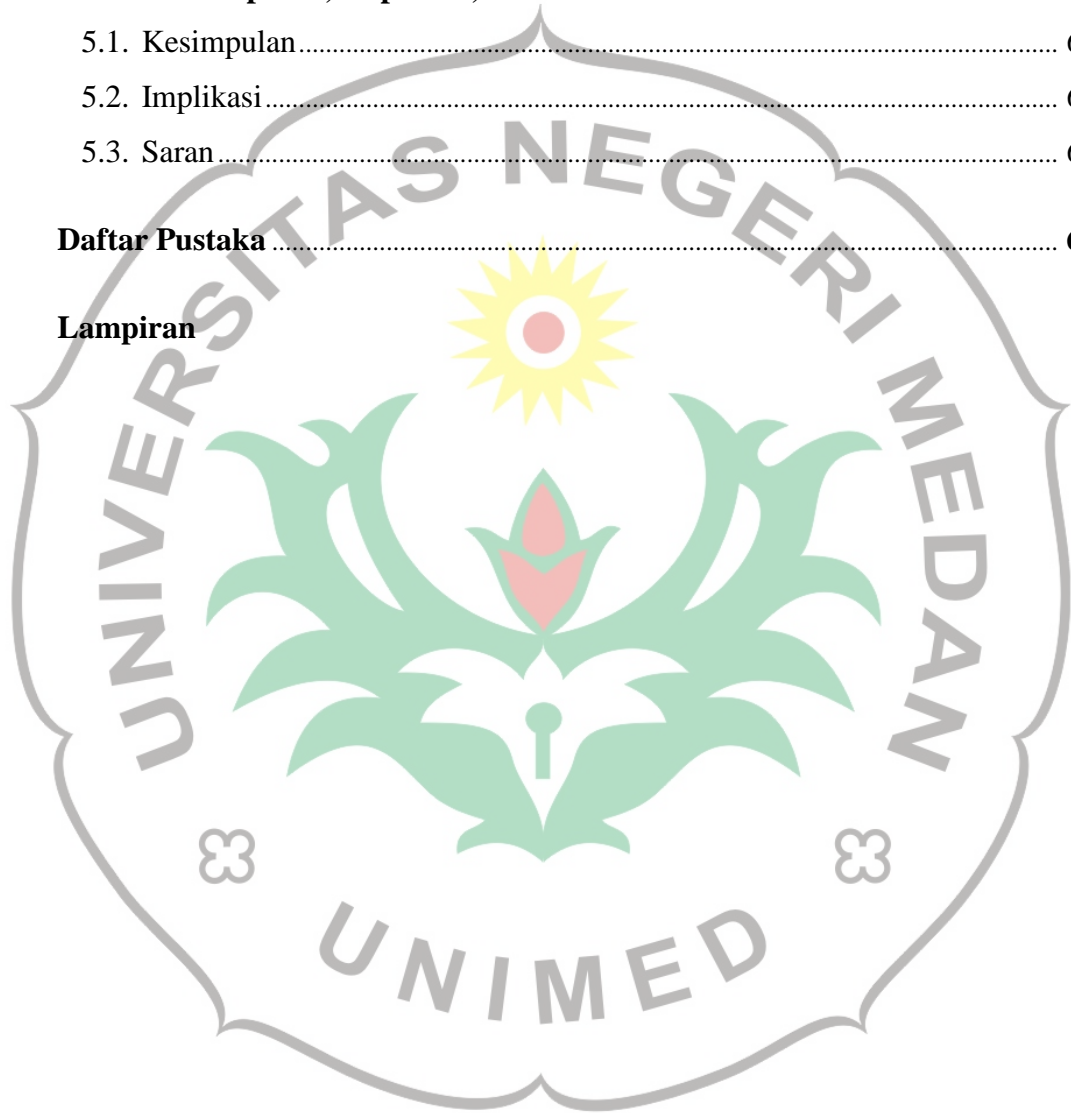 5.1. Kesimpulan
5.2. Implikasi
5.3. Saran
Daftar Pustaka
Lampiran
UNIVERSITAS NEGERI MEDAN
UNIMED